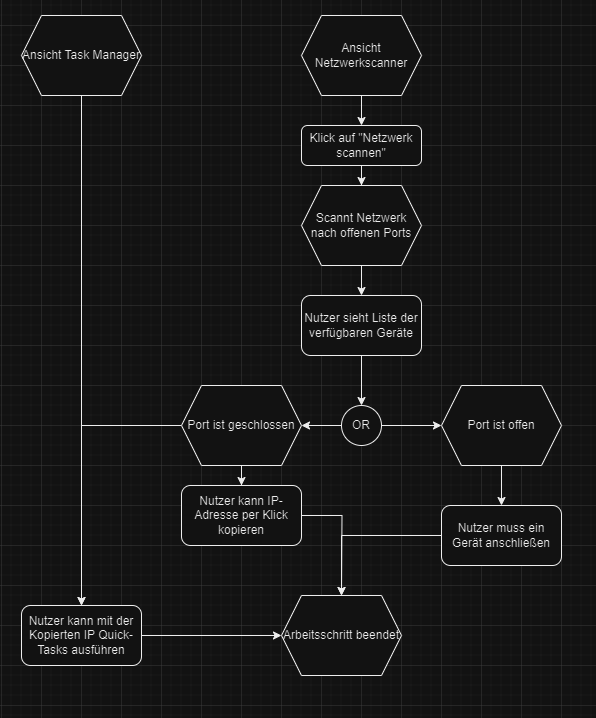 Ansicht Task Manager
Ansicht
Netzwerkscanner
Klick auf "Netzwerk
scannen"
Scannt Netzwerk
nach offenen Ports
Nutzer sieht Liste der
verfügbaren Geräte
Port ist geschlossen
OR
Port ist offen
Nutzer kann IP-
Adresse per Klick
kopieren
Nutzer muss ein
Gerät anschließen
Nutzer kann mit der
Kopierten IP Quick-
Tasks ausführen
Arbeitsschritt beendet